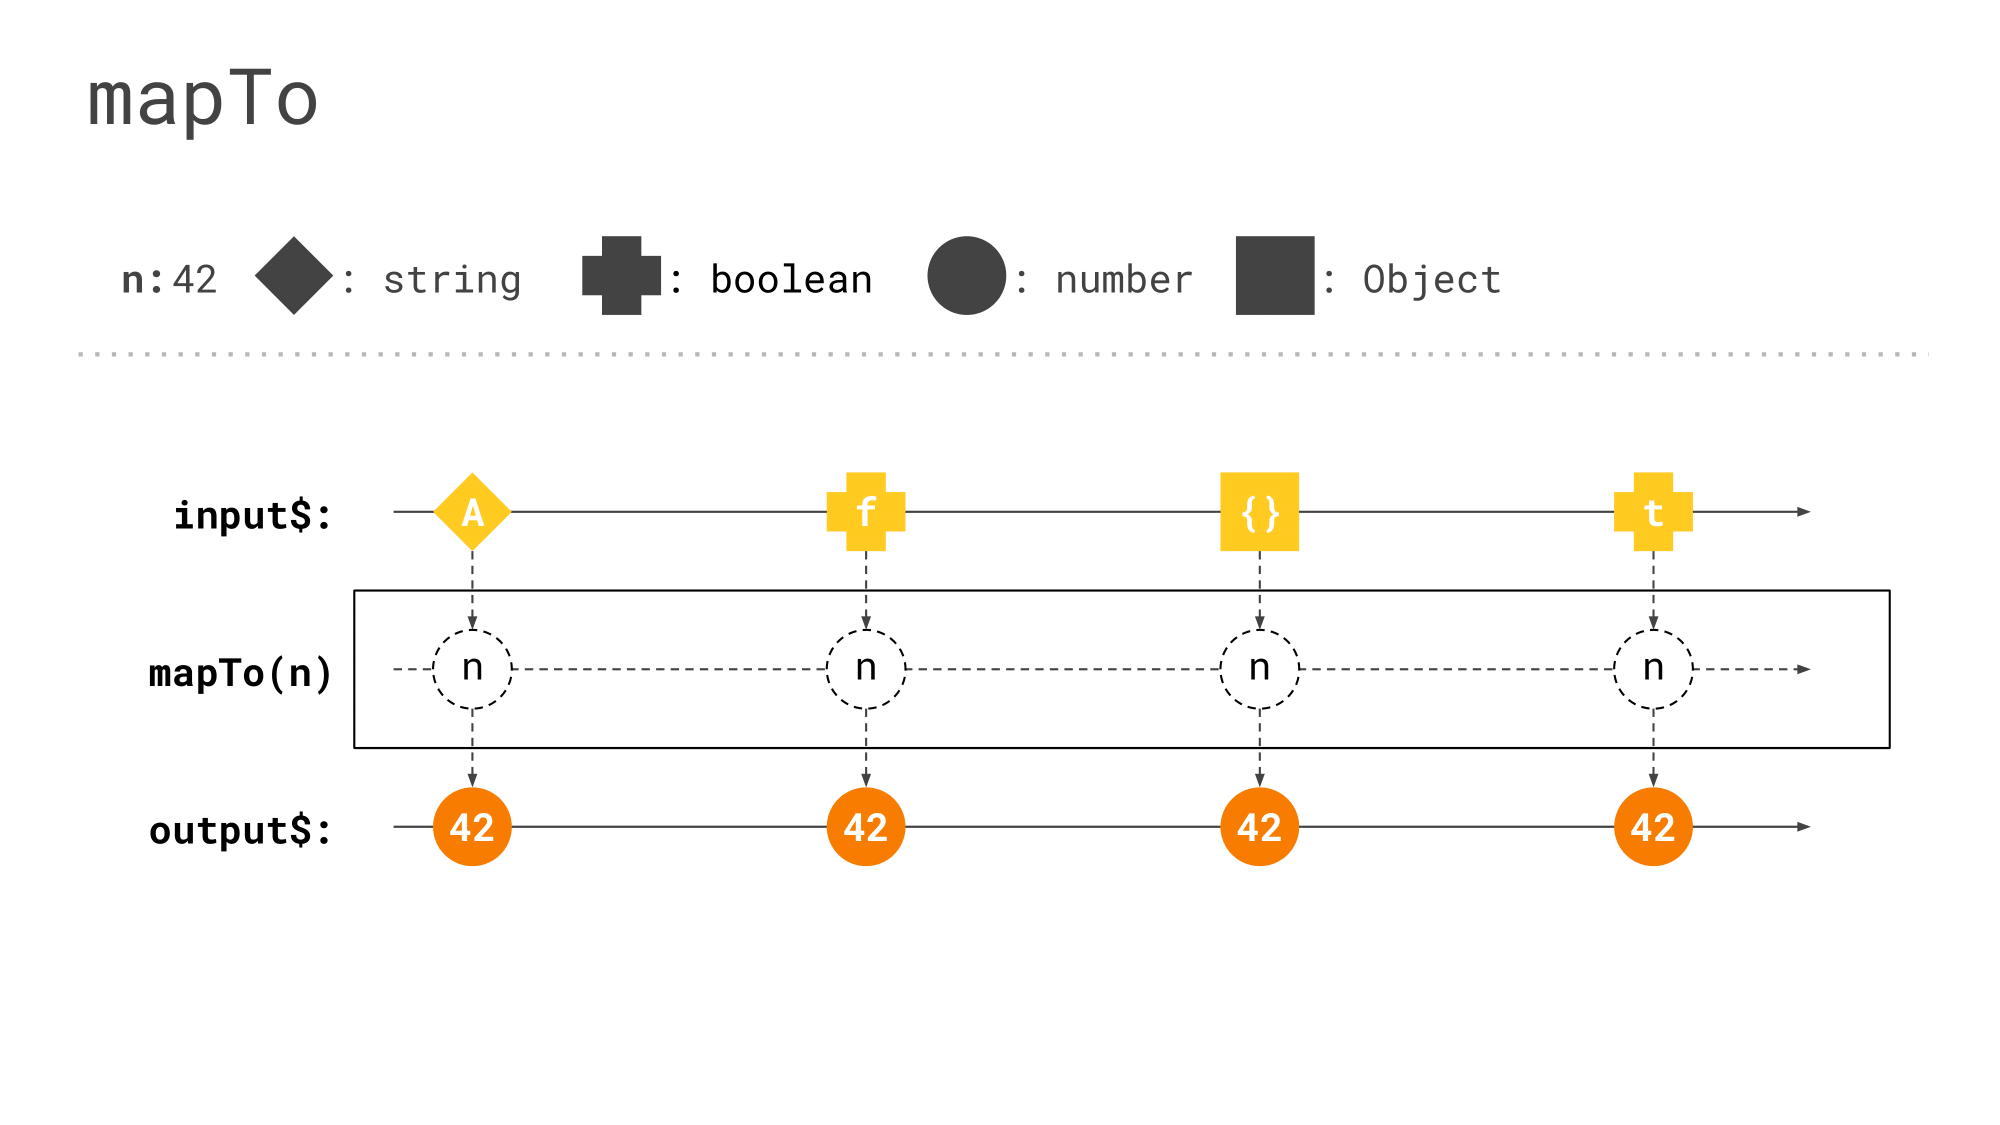 mapTo
n:42 : string : boolean : number : Object
input$: A f {} t
mapTo(n) n n n n
output$: 42 42 42 42